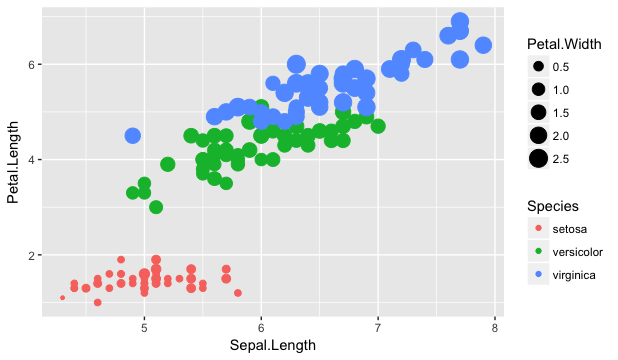 Petal.Length
6
4
2
5
6
7
8
Sepal.Length
Petal.Width
0.5
1.0
1.5
2.0
2.5
Species
setosa
versicolor
virginica